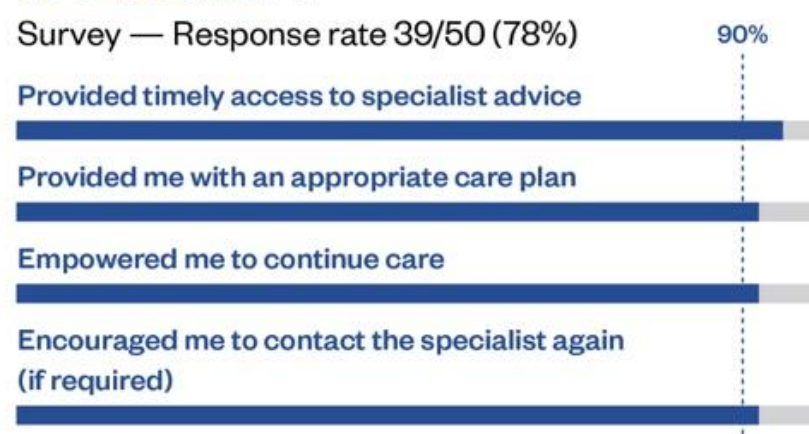 Survey — Response rate 39/50 (78%)
90%
Provided timely access to specialist advice
Provided me with an appropriate care plan
Empowered me to continue care
Encouraged me to contact the specialist again
(if required)